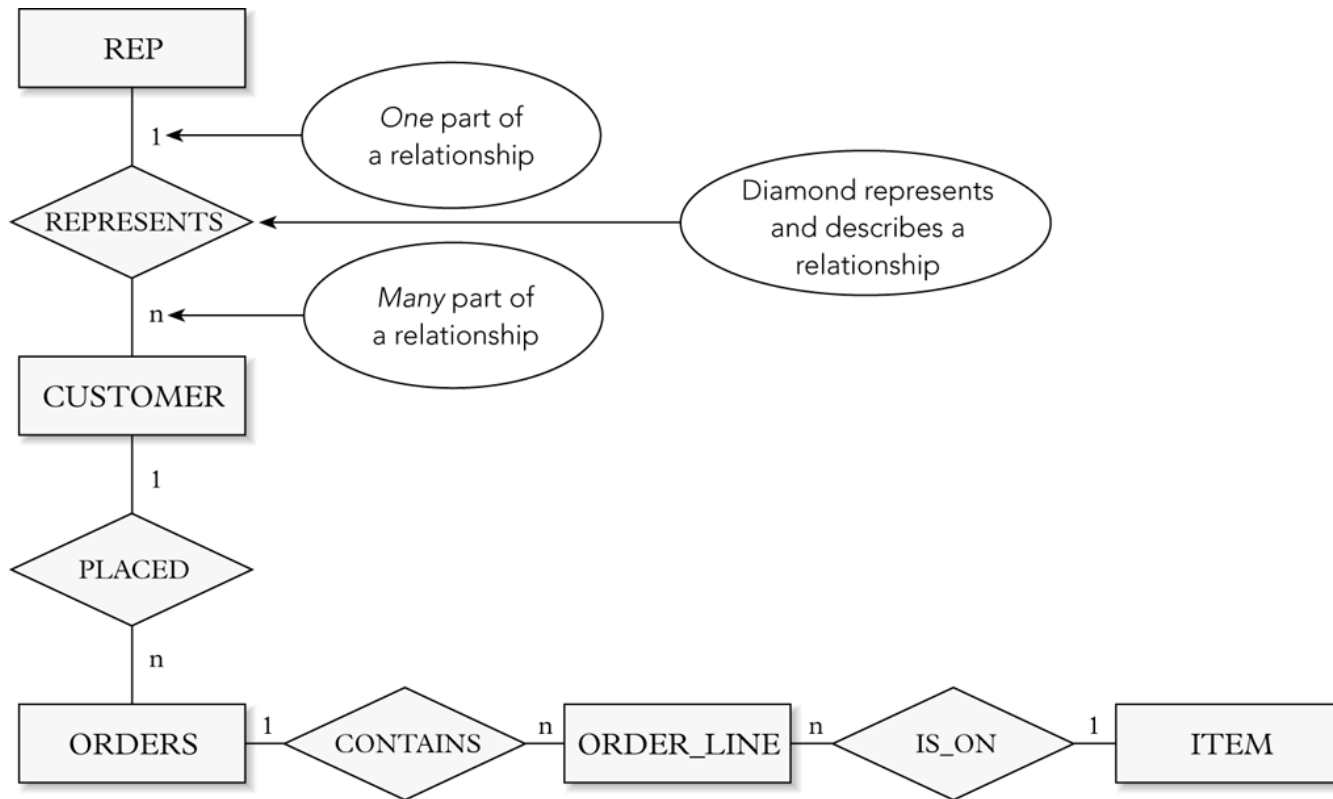 REP
1
One part of
a relationship
REPRESENTS
Diamond represents
and describes a
relationship
n
Many part of
a relationship
CUSTOMER
1
PLACED
n
ORDERS
1
CONTAINS
n
ORDER_LINE
n
IS_ON
1
ITEM